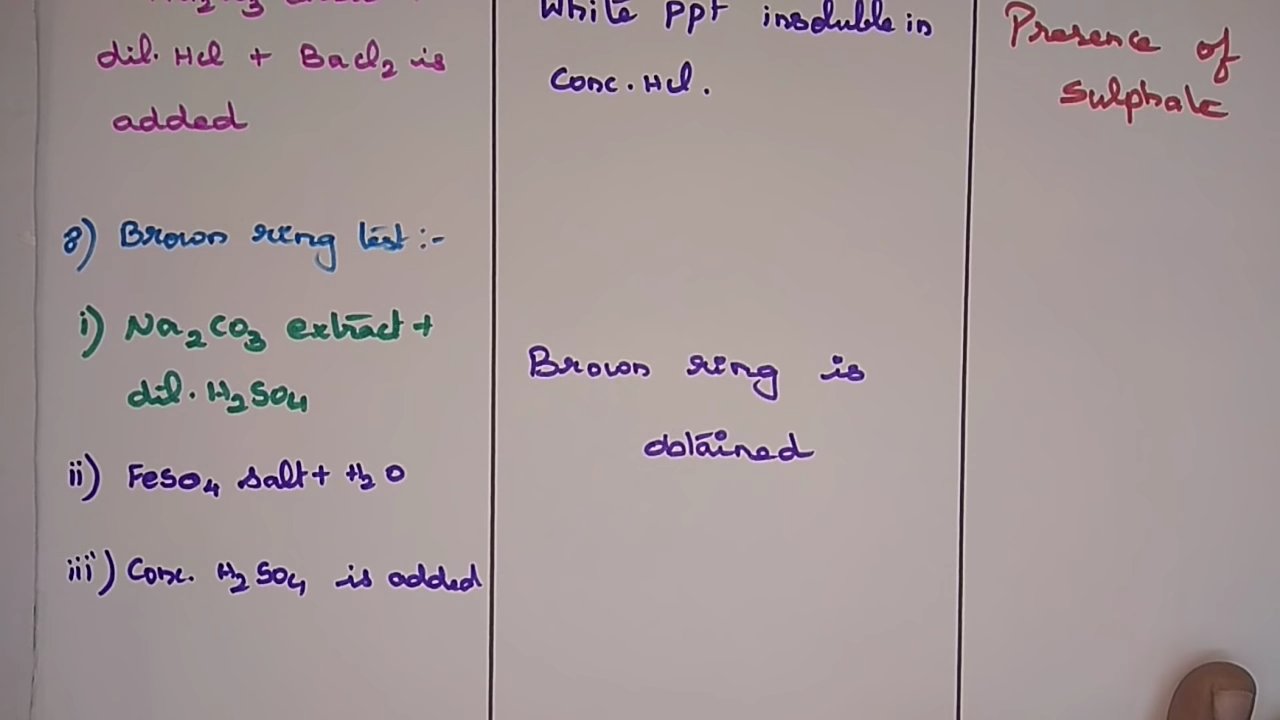 dil. HCl + BaCl2 is
added
8) Brown ring test :-
i) Na2CO3 extract +
dil. H2SO4
ii) FeSO4 salt + H2O
iii) Conc. H2SO4 is added
White ppt insoluble in
Conc. HCl.
Brown ring is
obtained
Presence of
Sulphate